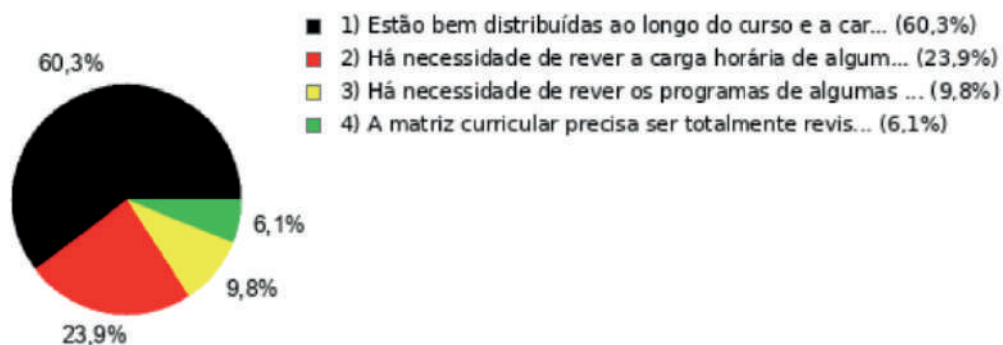 1) Estão bem distribuídas ao longo do curso e a car... (60,3%)
2) Há necessidade de rever a carga horária de algum... (23,9%)
3) Há necessidade de rever os programas de algumas ... (9,8%)
4) A matriz curricular precisa ser totalmente revis... (6,1%)
60,3%
6,1%
9,8%
23,9%